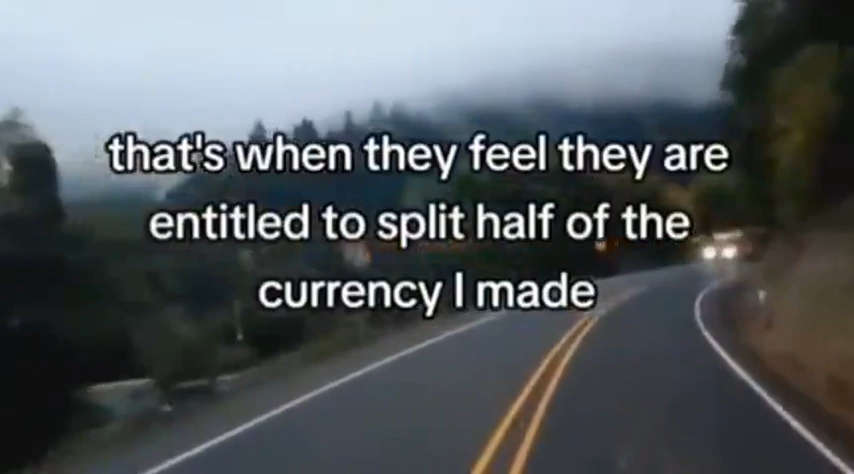 that's when they feel they are
entitled to split half of the
currency I made